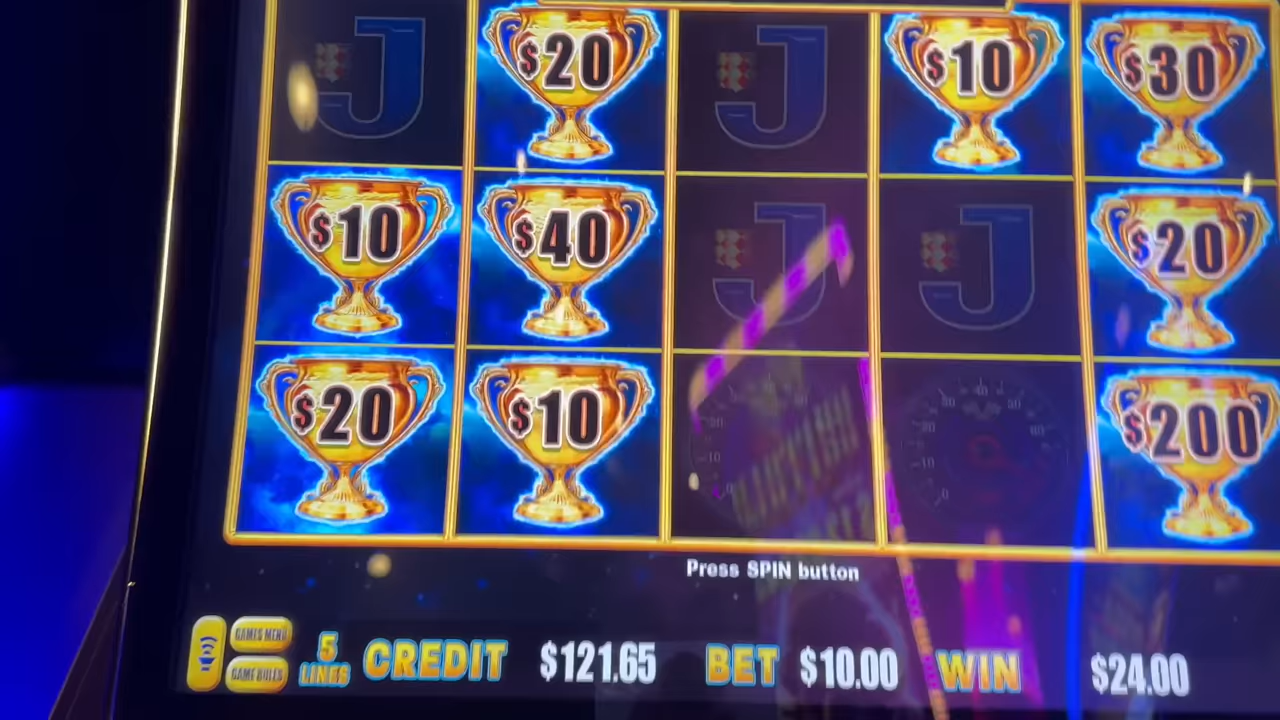 J $20 J $10 $30
$10 $40 J J $20
$20 $10 $200
Press SPIN button
GAMES MENU
GAME RULES
5 LINES CREDIT $121.65 BET $10.00 WIN $24.00